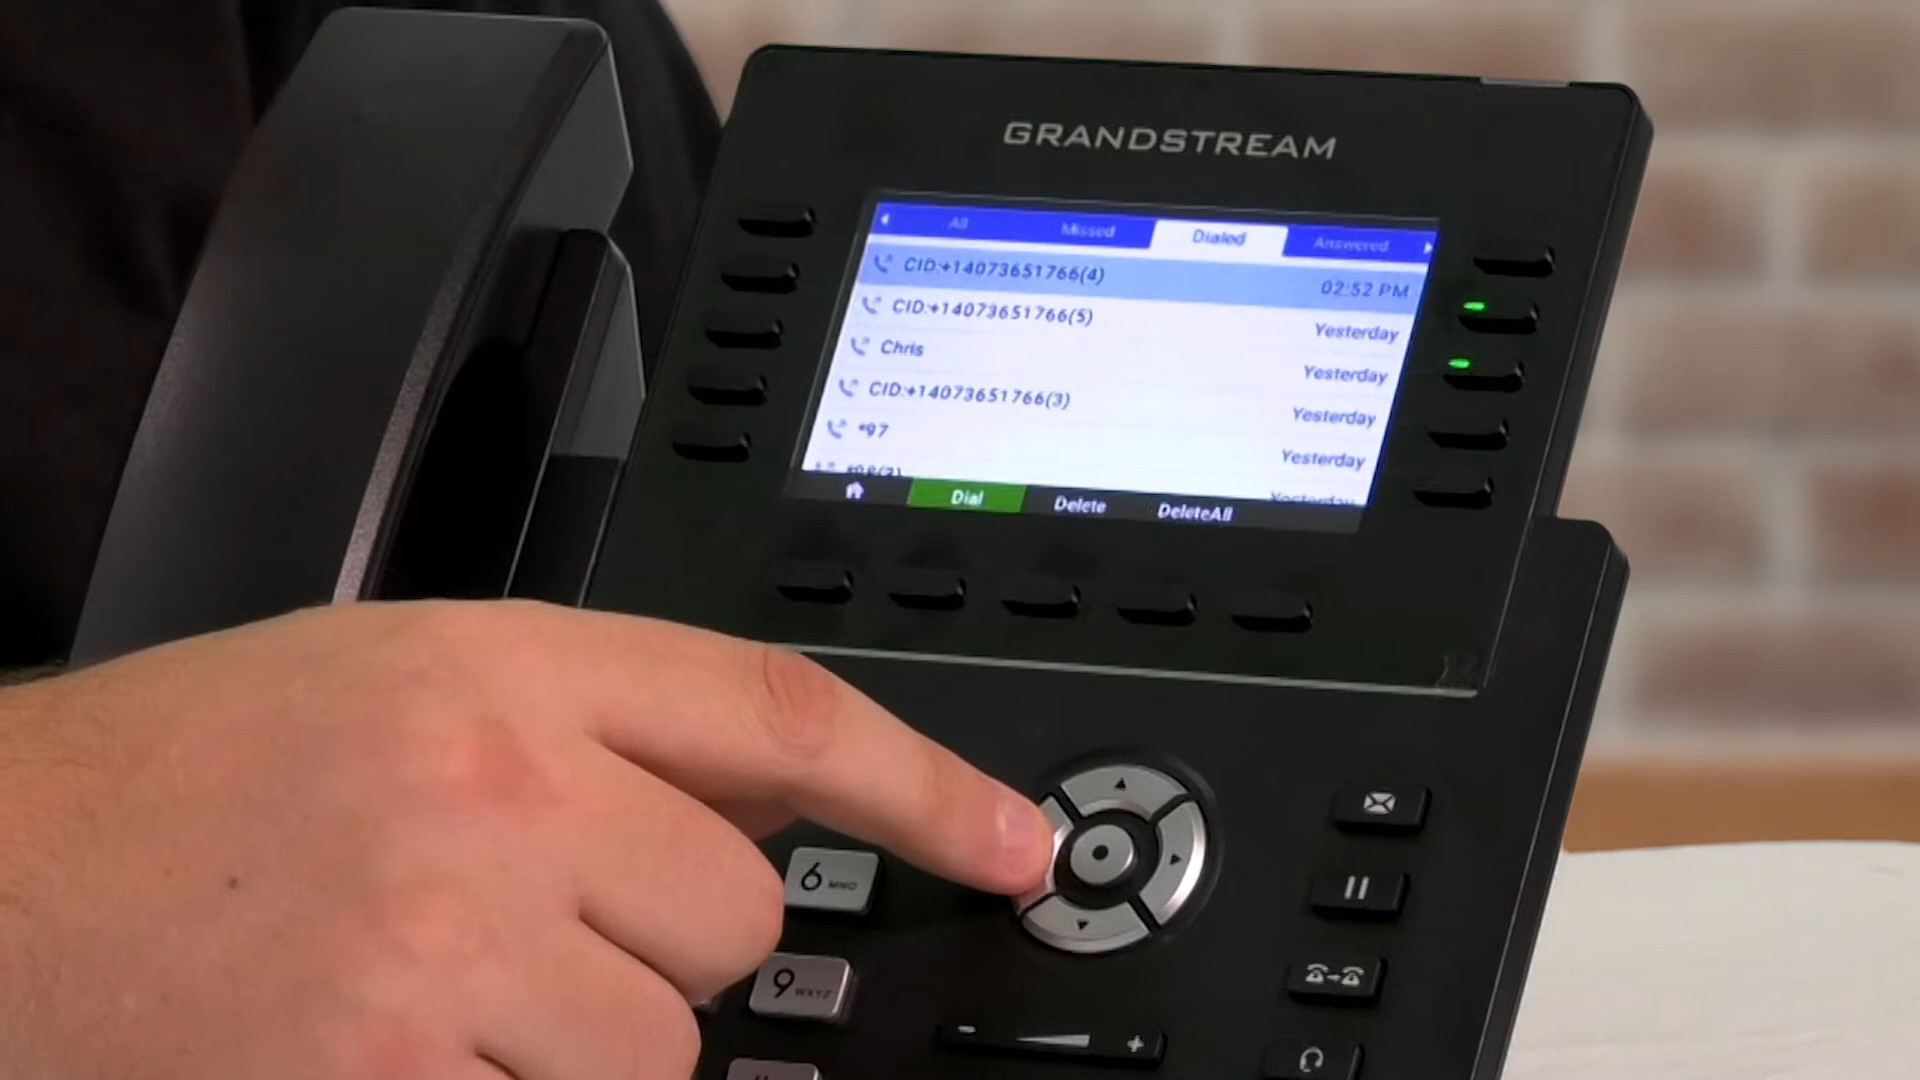 GRANDSTREAM
All Missed Dialed Answered
CID:+14073651766(4) 02:52 PM
CID:+14073651766(5) Yesterday
Chris Yesterday
CID:+14073651766(3) Yesterday
*97 Yesterday
Yesterday
Dial Delete DeleteAll
6 MNO
9 WXYZ
- +